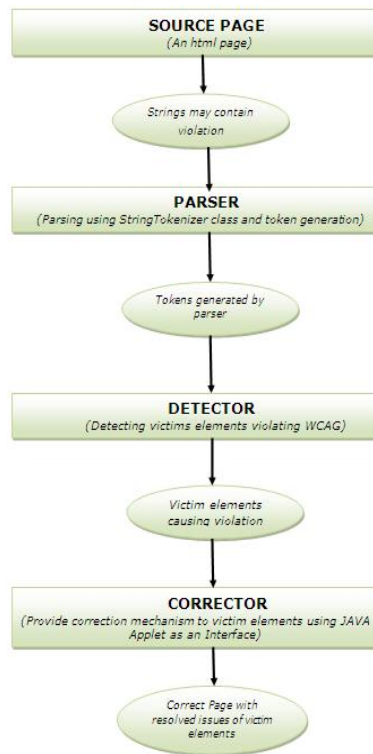 SOURCE PAGE
(An html page)
Strings may contain
violation
PARSER
(Parsing using StringTokenizer class and token generation)
Tokens generated by
parser
DETECTOR
(Detecting victims elements violating WCAG)
Victim elements
causing violation
CORRECTOR
(Provide correction mechanism to victim elements using JAVA
Applet as an Interface)
Correct Page with
resolved issues of victim
elements